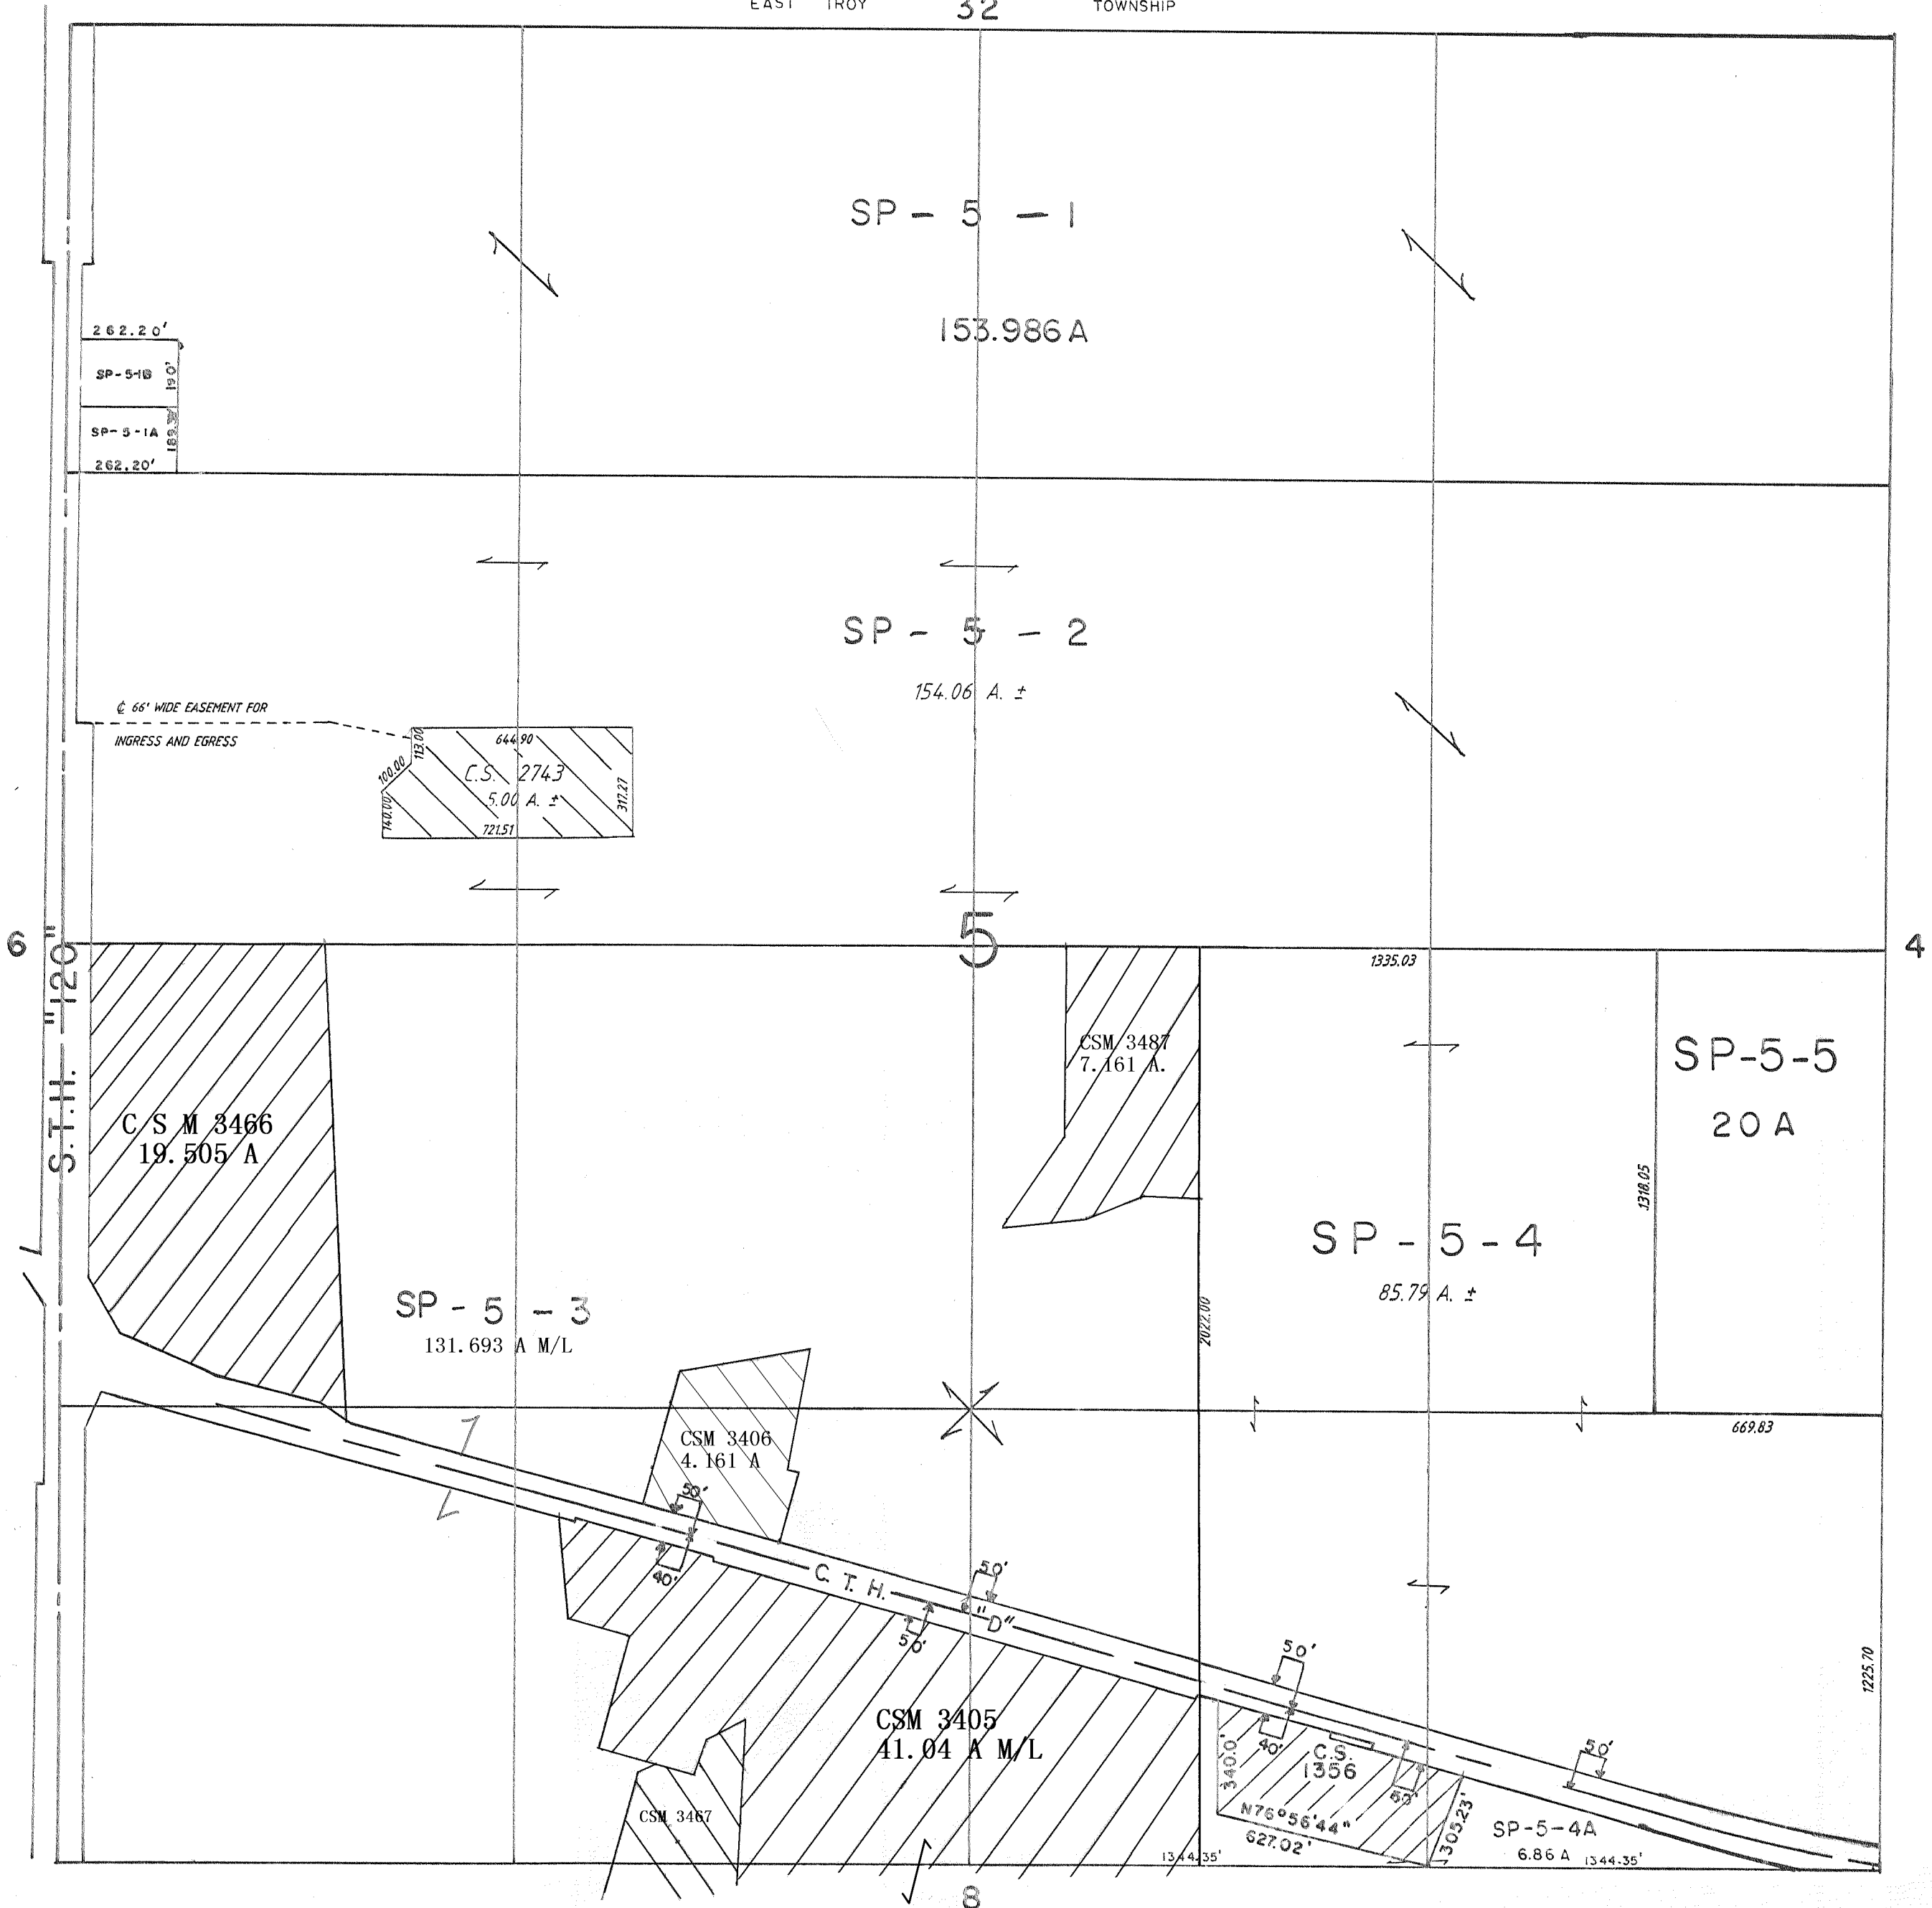 EAST TROY 32 TOWNSHIP
SP - 5 - 1
153.986 A
262.20'
SP-5-1B
190'
SP-5-1A
262.20'
SP - 5 - 2
154.06 A. ±
℄ 66' WIDE EASEMENT FOR
INGRESS AND EGRESS
113.00
644.90
100.00
C.S. 2743
5.00 A. ±
317.27
140.00
721.51
6
5
4
S.T.H. "120"
1335.03
CSM 3487
7.161 A.
SP-5-5
20 A
C S M 3466
19.505 A
1318.05
SP - 5 - 4
85.79 A. ±
SP - 5 - 3
131.693 A M/L
2022.00
669.83
CSM 3406
4.161 A
50'
40'
C. T. H. "D"
50'
50'
50'
40'
1225.70
CSM 3405
41.04 A M/L
340.0'
C.S.
1356
50'
50'
N76°56'44"
627.02'
305.23'
CSM 3467
SP-5-4A
6.86 A
1344.35'
1344.35'
8